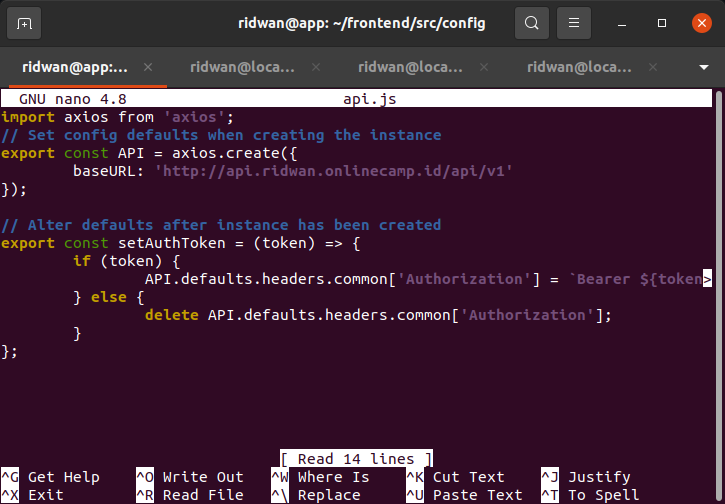 ridwan@app: ~/frontend/src/config
ridwan@app:... × ridwan@loca... × ridwan@loca... × ridwan@loca... ×
GNU nano 4.8 api.js
import axios from 'axios';
// Set config defaults when creating the instance
export const API = axios.create({
        baseURL: 'http://api.ridwan.onlinecamp.id/api/v1'
});

// Alter defaults after instance has been created
export const setAuthToken = (token) => {
        if (token) {
                API.defaults.headers.common['Authorization'] = `Bearer ${token>
        } else {
                delete API.defaults.headers.common['Authorization'];
        }
};
[ Read 14 lines ]
^G Get Help ^O Write Out ^W Where Is ^K Cut Text ^J Justify
^X Exit ^R Read File ^\ Replace ^U Paste Text ^T To Spell